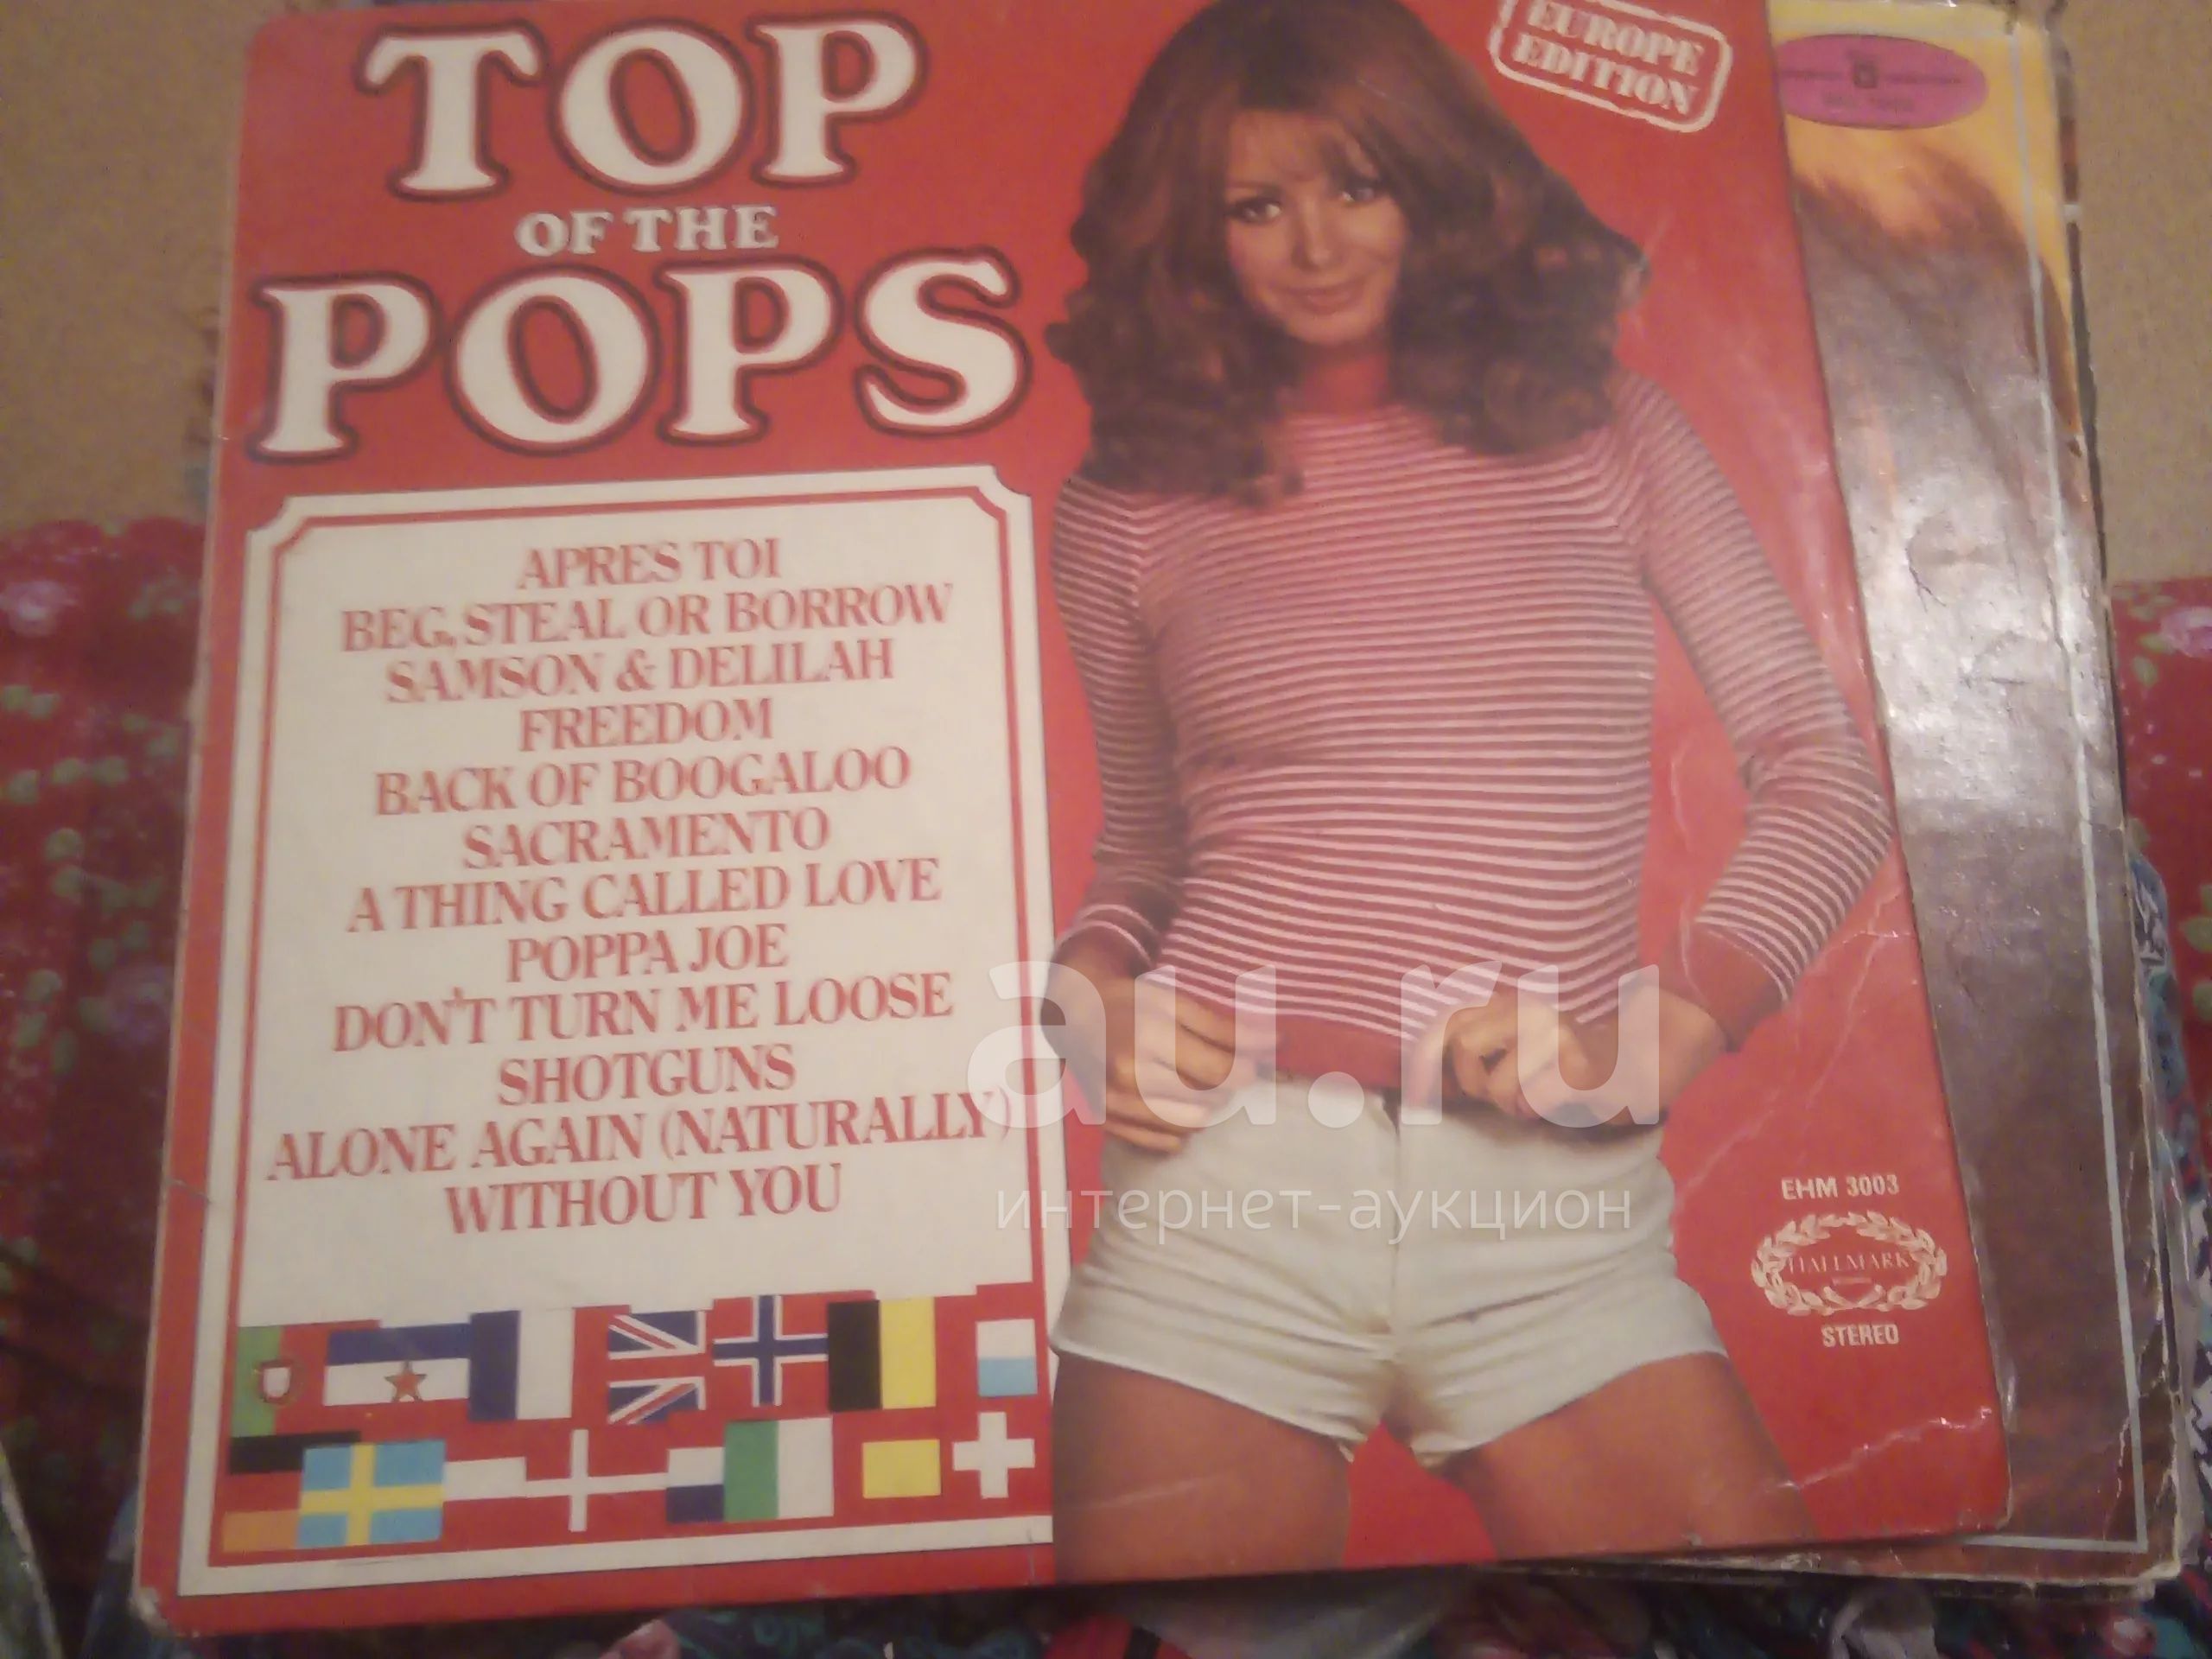 TOP
OF THE
POPS
EUROPE
EDITION
APRES TOI
BEG, STEAL OR BORROW
SAMSON & DELILAH
FREEDOM
BACK OF BOOGALOO
SACRAMENTO
A THING CALLED LOVE
POPPA JOE
DON'T TURN ME LOOSE
SHOTGUNS
ALONE AGAIN (NATURALLY)
WITHOUT YOU
au.ru
интернет-аукцион
EHM 3003
HALLMARK
STEREO